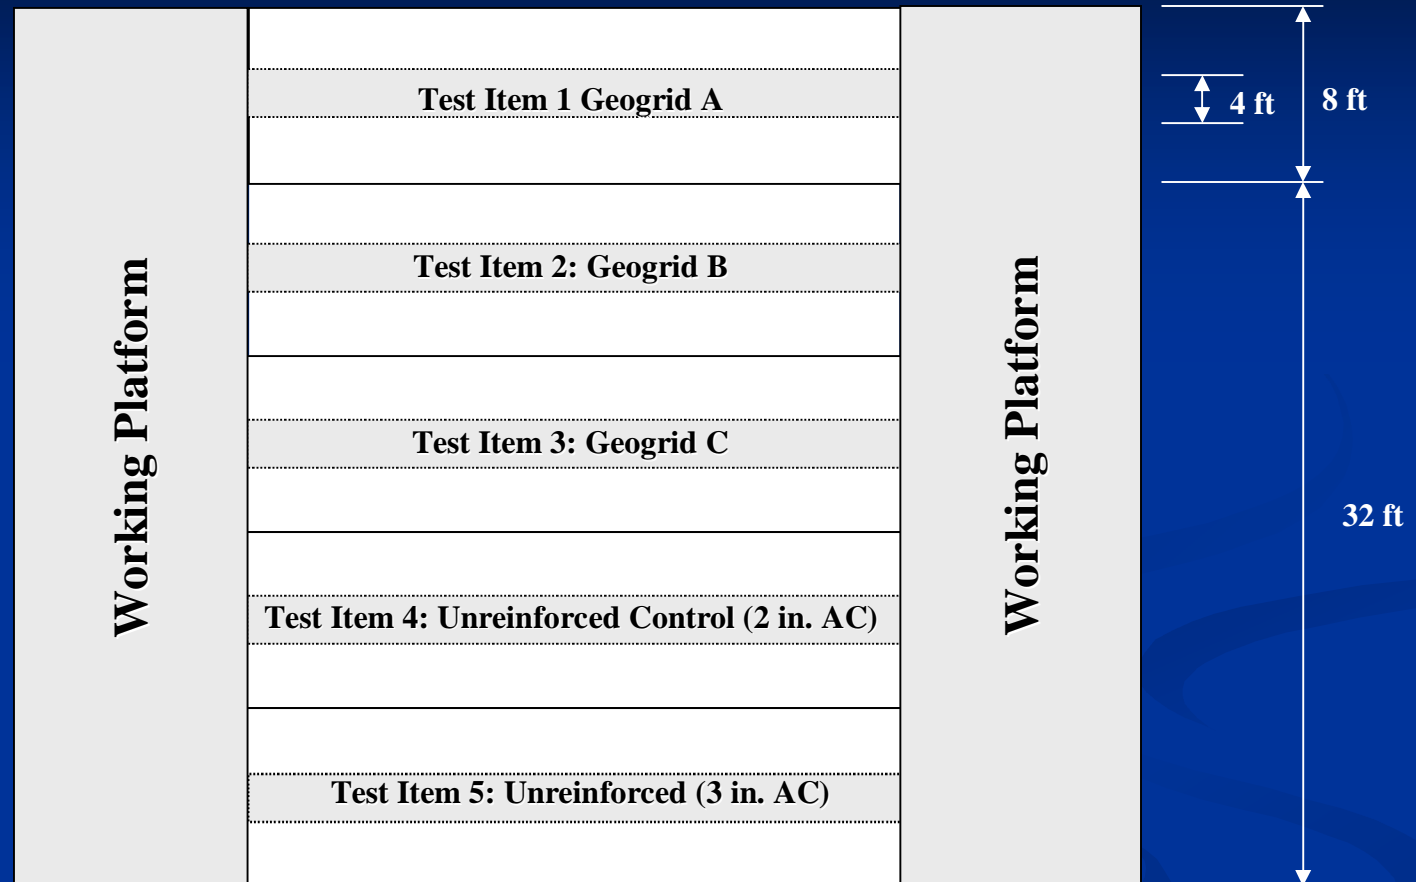 Test Item 1 Geogrid A
4 ft
8 ft
Test Item 2: Geogrid B
Working Platform
Working Platform
Test Item 3: Geogrid C
32 ft
Test Item 4: Unreinforced Control (2 in. AC)
Test Item 5: Unreinforced (3 in. AC)